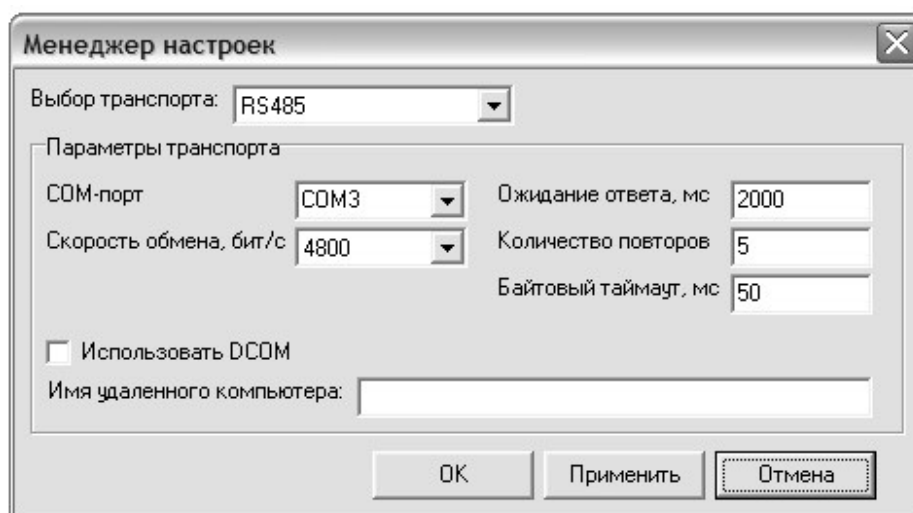 Менеджер настроек
Выбор транспорта: RS485
Параметры транспорта
COM-порт COM3 Ожидание ответа, мс 2000
Скорость обмена, бит/с 4800 Количество повторов 5
Байтовый таймаут, мс 50
Использовать DCOM
Имя удаленного компьютера:
OK Применить Отмена